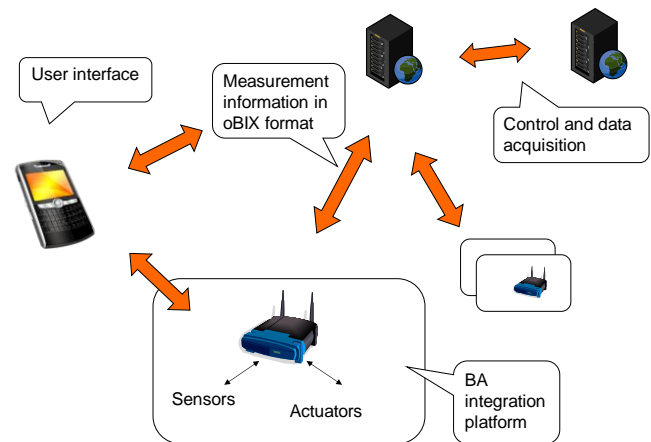 User interface
Measurement
information in
oBIX format
Control and data
acquisition
Sensors
Actuators
BA
integration
platform